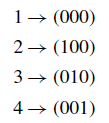 1 → (000)
2 → (100)
3 → (010)
4 → (001)